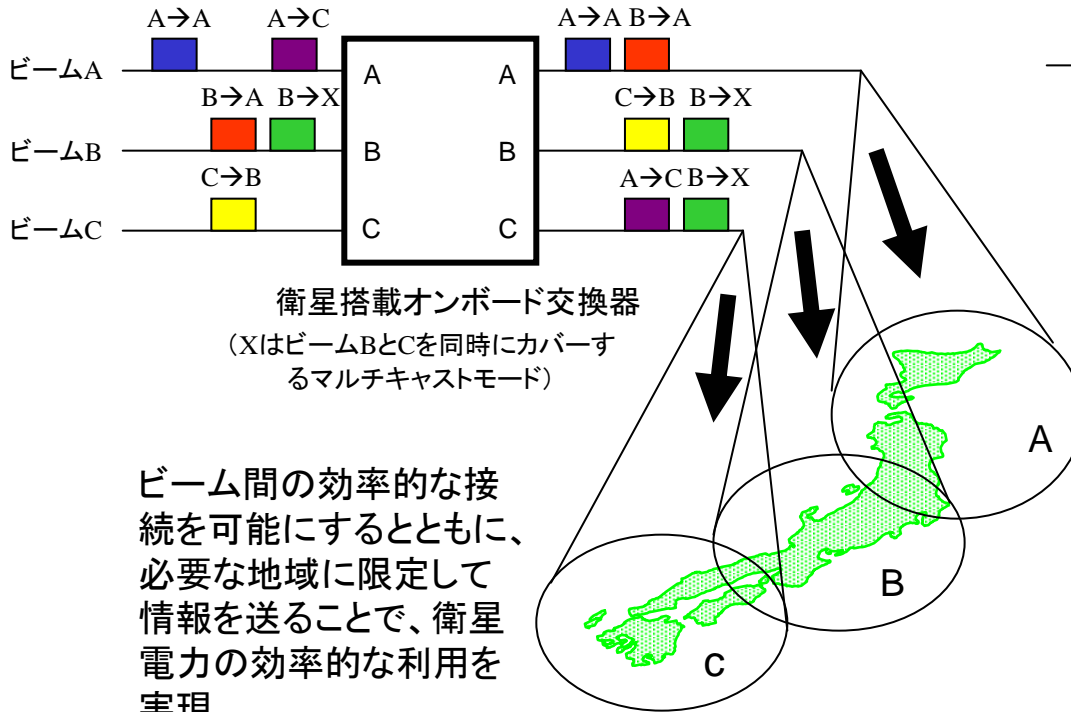 A→A A→C A→A B→A
ビームA A A
B→A B→X C→B B→X
ビームB B B
C→B A→C B→X
ビームC C C
衛星搭載オンボード交換器
（XはビームBとCを同時にカバーす
るマルチキャストモード）
A
ビーム間の効率的な接
続を可能にするとともに、
必要な地域に限定して
情報を送ることで、衛星
電力の効率的な利用を
実現
B
c